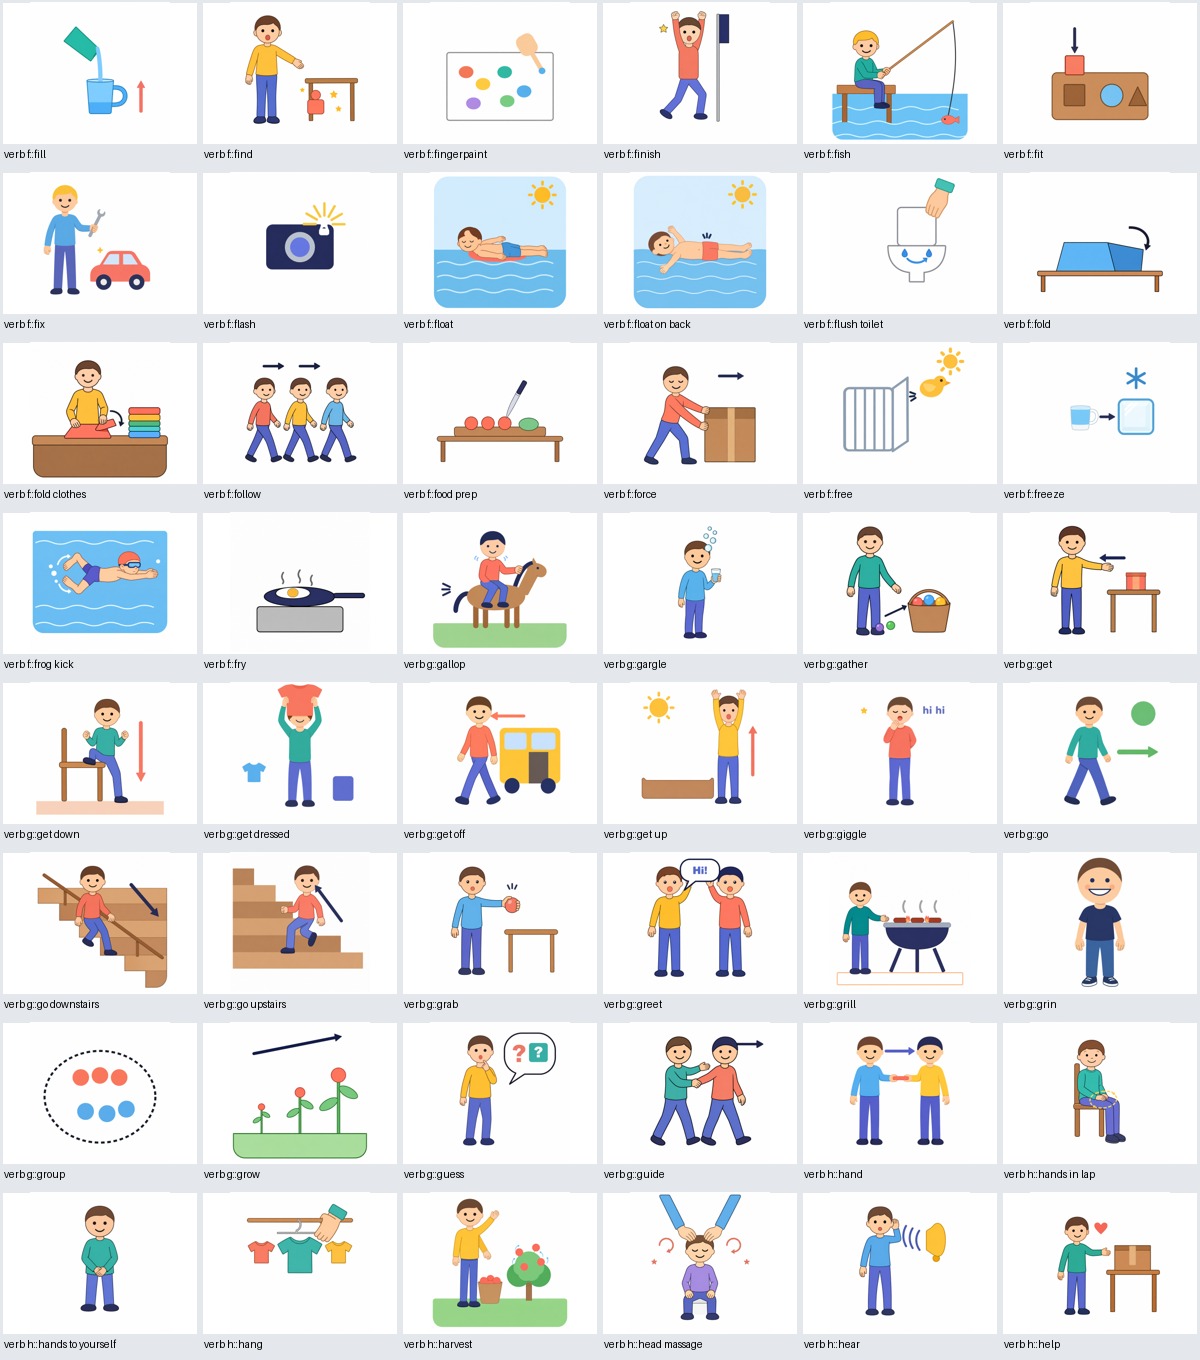 verb f::fill
verb f::find
verb f::fingerpaint
verb f::finish
verb f::fish
verb f::fit
verb f::fix
verb f::flash
verb f::float
verb f::float on back
verb f::flush toilet
verb f::fold
verb f::fold clothes
verb f::follow
verb f::food prep
verb f::force
verb f::free
verb f::freeze
verb f::frog kick
verb f::fry
verb g::gallop
verb g::gargle
verb g::gather
verb g::get
hi hi
verb g::get down
verb g::get dressed
verb g::get off
verb g::get up
verb g::giggle
verb g::go
Hi!
verb g::go downstairs
verb g::go upstairs
verb g::grab
verb g::greet
verb g::grill
verb g::grin
? ?
verb g::group
verb g::grow
verb g::guess
verb g::guide
verb h::hand
verb h::hands in lap
verb h::hands to yourself
verb h::hang
verb h::harvest
verb h::head massage
verb h::hear
verb h::help